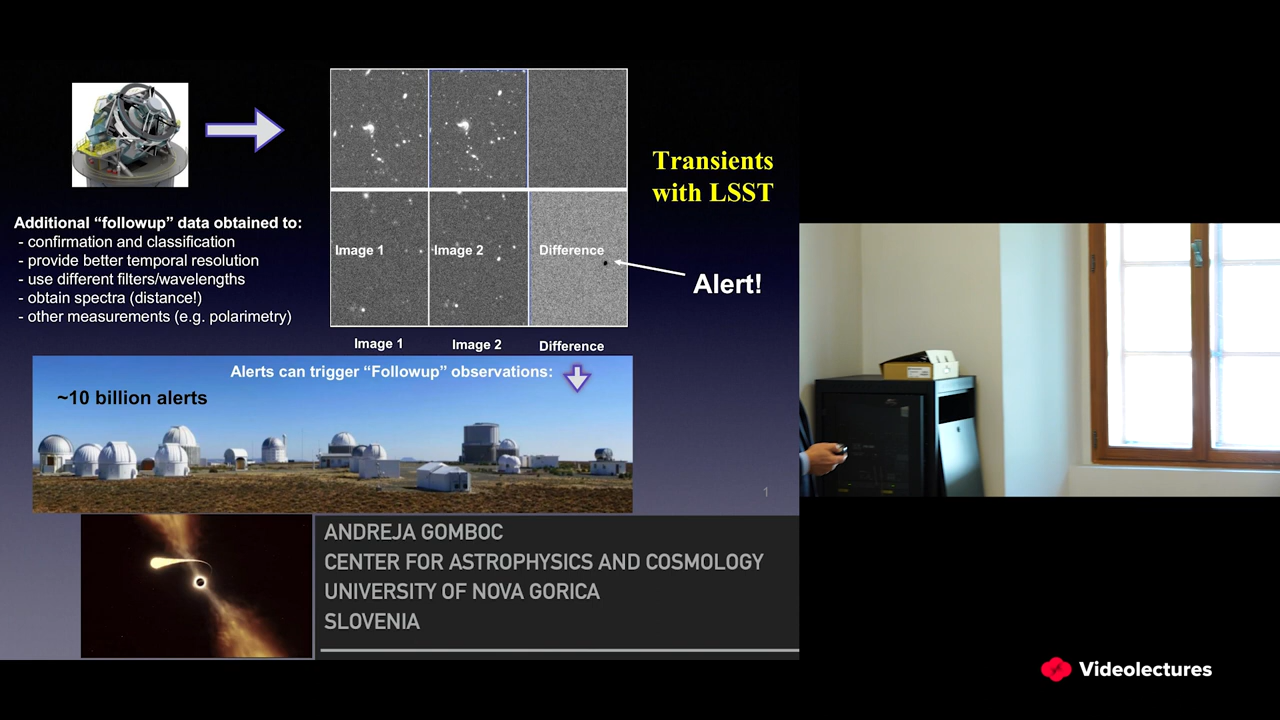 Transients
with LSST
Additional “followup” data obtained to:
- confirmation and classification
- provide better temporal resolution
- use different filters/wavelengths
- obtain spectra (distance!)
- other measurements (e.g. polarimetry)
Image 1
Image 2
Difference
Alert!
Image 1
Image 2
Difference
Alerts can trigger “Followup” observations:
~10 billion alerts
1
ANDREJA GOMBOC
CENTER FOR ASTROPHYSICS AND COSMOLOGY
UNIVERSITY OF NOVA GORICA
SLOVENIA
Videolectures